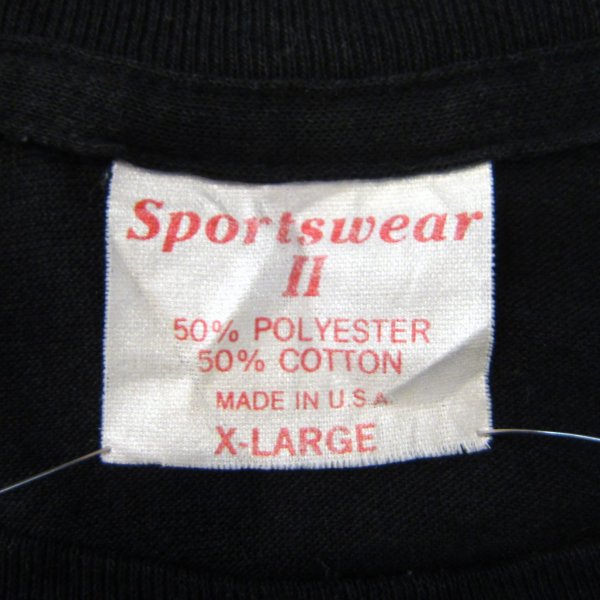 Sportswear
II
50% POLYESTER
50% COTTON
MADE IN U.S.A.
X-LARGE